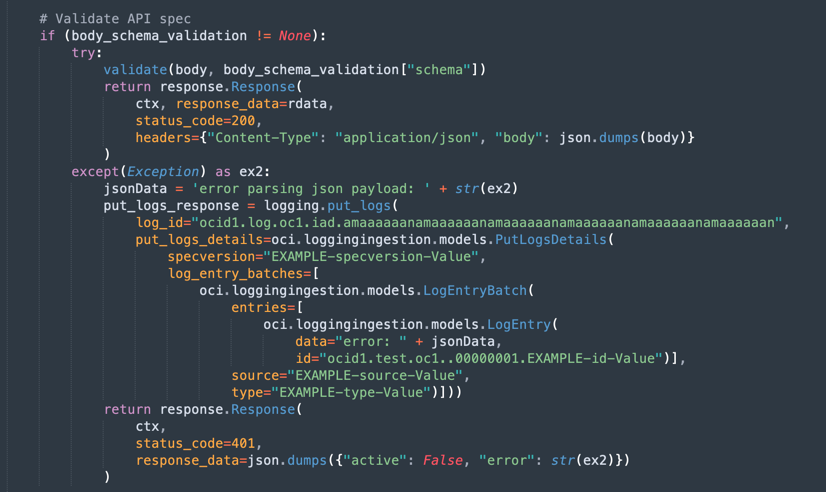 # Validate API spec
if (body_schema_validation != None):
try:
validate(body, body_schema_validation["schema"])
return response.Response(
ctx, response_data=rdata,
status_code=200,
headers={"Content-Type": "application/json", "body": json.dumps(body)}
)
except(Exception) as ex2:
jsonData = 'error parsing json payload: ' + str(ex2)
put_logs_response = logging.put_logs(
log_id="ocid1.log.oc1.iad.amaaaaaanamaaaaaanamaaaaaanamaaaaaanamaaaaaanamaaaaaan",
put_logs_details=oci.loggingingestion.models.PutLogsDetails(
specversion="EXAMPLE-specversion-Value",
log_entry_batches=[
oci.loggingingestion.models.LogEntryBatch(
entries=[
oci.loggingingestion.models.LogEntry(
data="error: " + jsonData,
id="ocid1.test.oc1..00000001.EXAMPLE-id-Value")],
source="EXAMPLE-source-Value",
type="EXAMPLE-type-Value")]))
return response.Response(
ctx,
status_code=401,
response_data=json.dumps({"active": False, "error": str(ex2)})
)